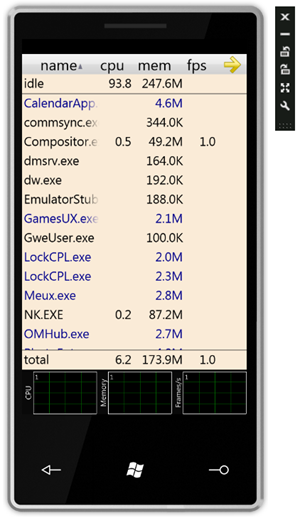 name cpu mem fps
idle 93.8 247.6M
CalendarApp. 4.6M
commsync.ex 344.0K
Compositor.e 0.5 49.2M 1.0
dmsrv.exe 164.0K
dw.exe 192.0K
EmulatorStub 188.0K
GamesUX.exe 2.1M
GweUser.exe 100.0K
LockCPL.exe 2.0M
LockCPL.exe 2.3M
Meux.exe 2.8M
NK.EXE 0.2 87.2M
OMHub.exe 2.7M
total 6.2 173.9M 1.0
CPU 1 Memory 1 Frames/s 1